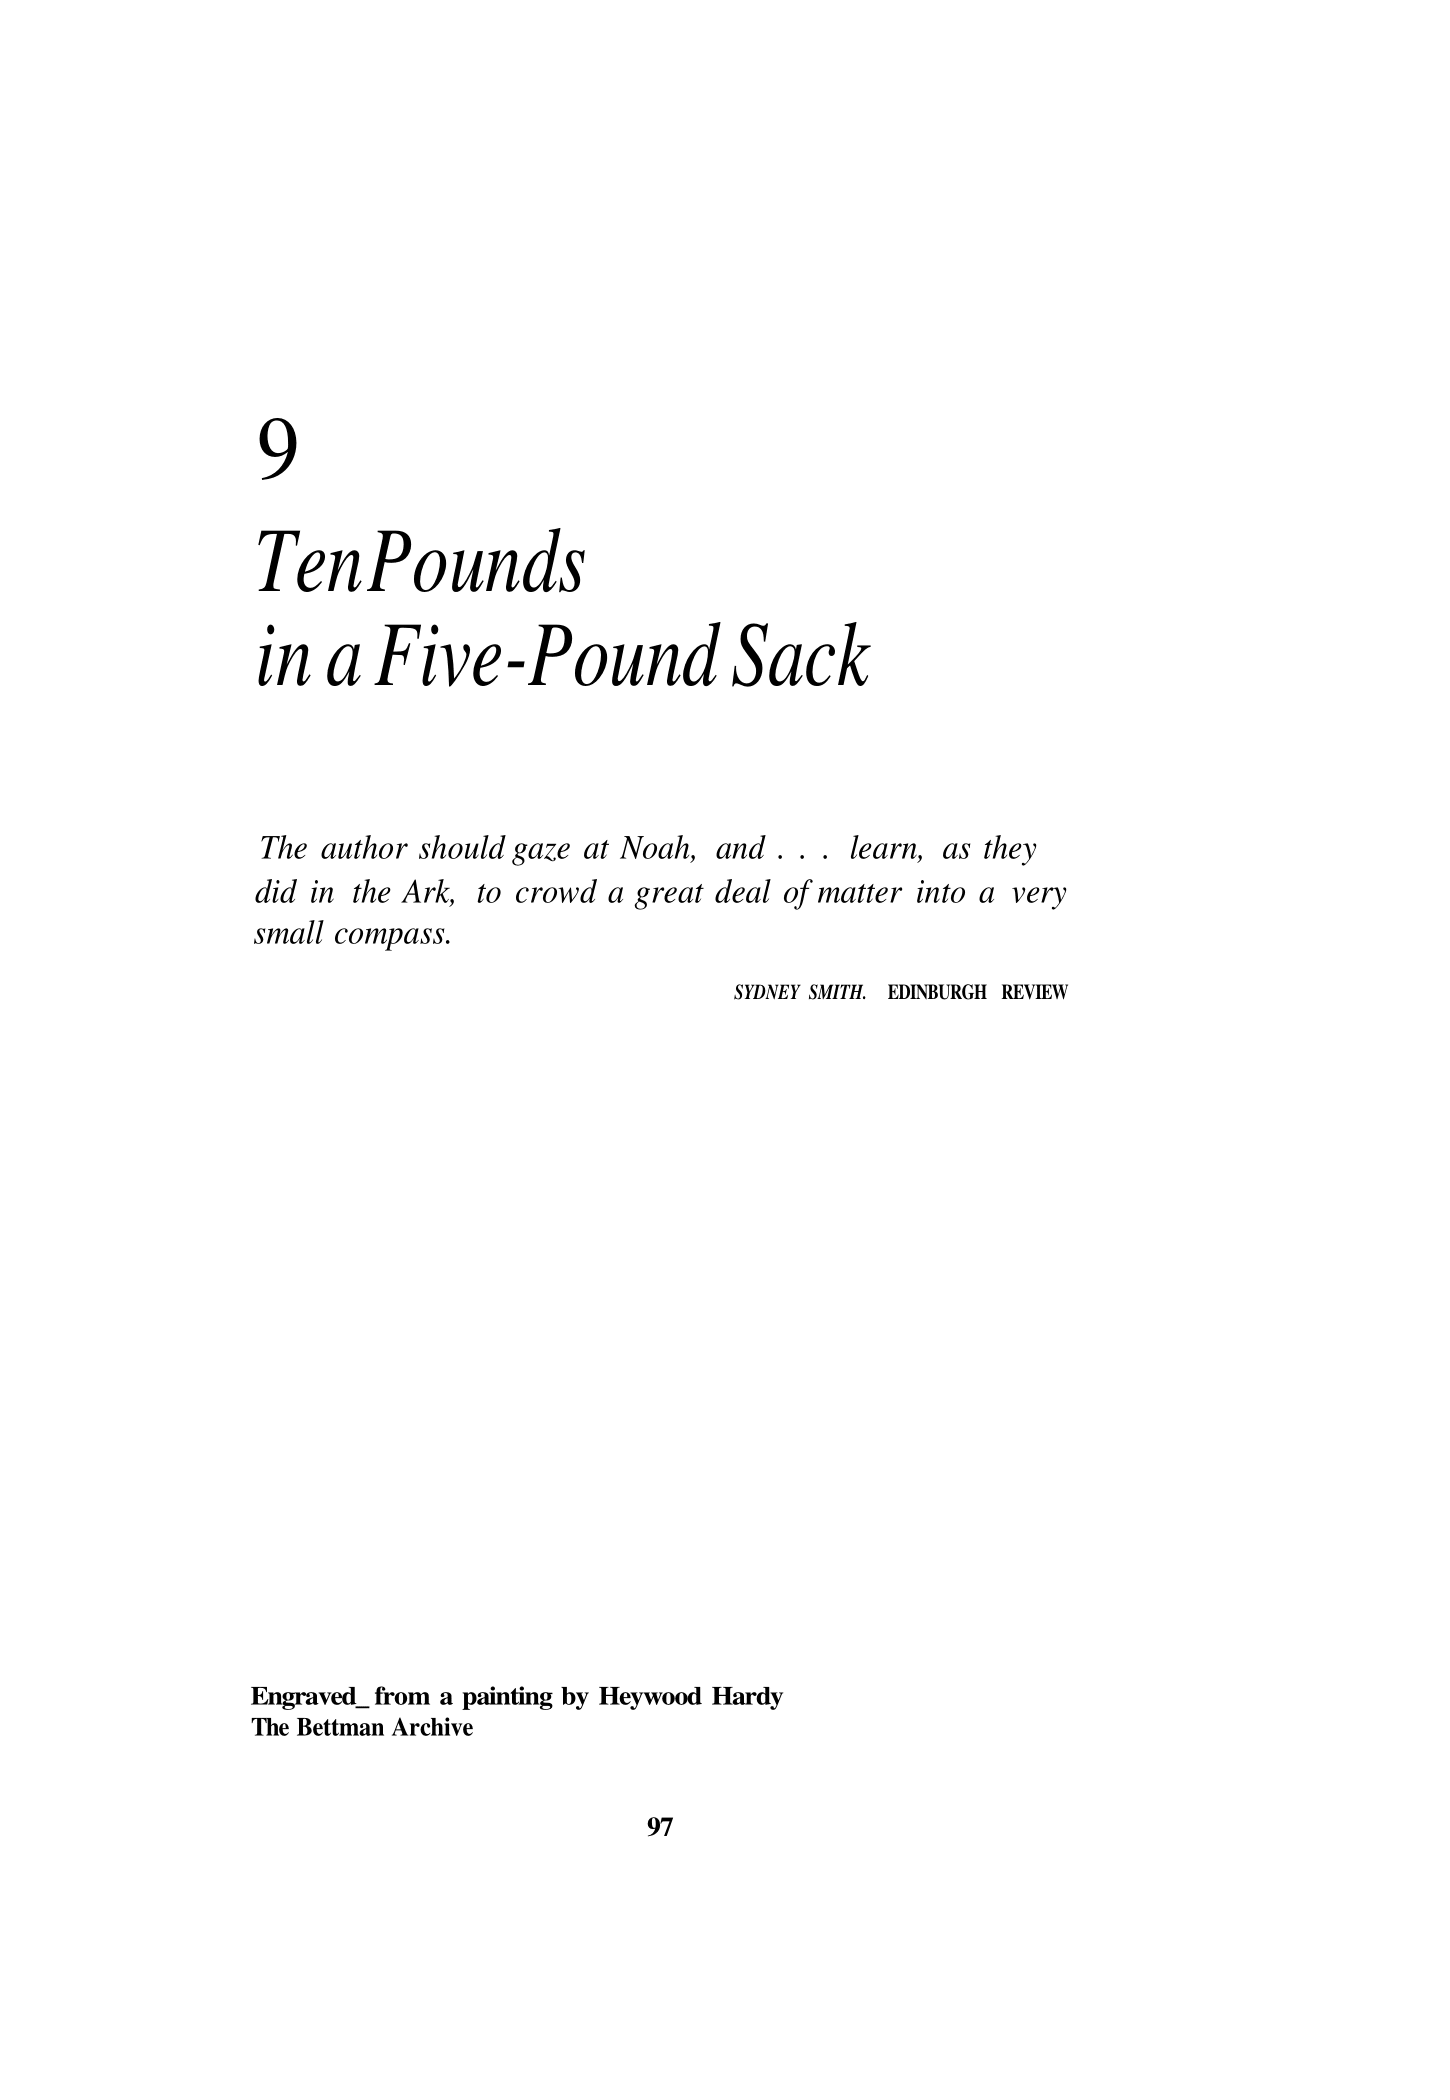 9
Ten Pounds
in a Five-Pound Sack
The author should gaze at Noah, and . . . learn, as they
did in the Ark, to crowd a great deal of matter into a very
small compass.
SYDNEY SMITH. EDINBURGH REVIEW
Engraved_ from a painting by Heywood Hardy
The Bettman Archive
97